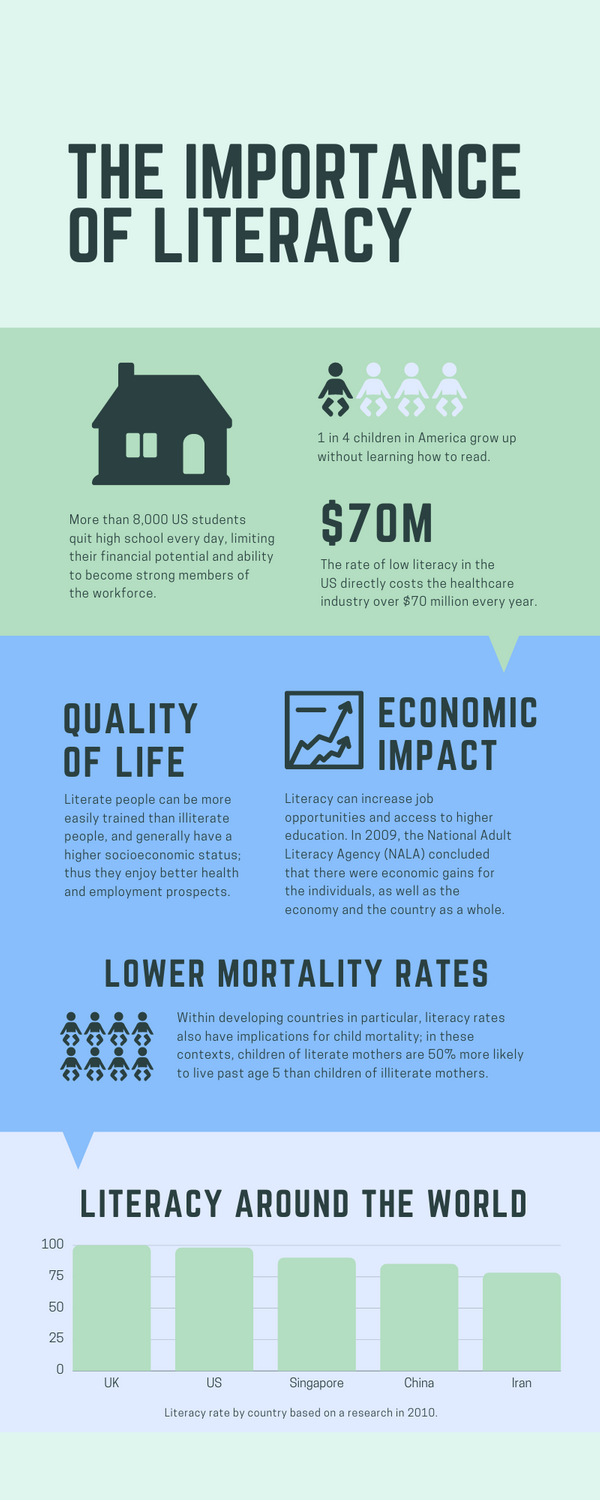 THE IMPORTANCE
OF LITERACY
More than 8,000 US students
quit high school every day, limiting
their financial potential and ability
to become strong members of
the workforce.
1 in 4 children in America grow up
without learning how to read.
$70M
The rate of low literacy in the
US directly costs the healthcare
industry over $70 million every year.
QUALITY
OF LIFE
Literate people can be more
easily trained than illiterate
people, and generally have a
higher socioeconomic status;
thus they enjoy better health
and employment prospects.
ECONOMIC
IMPACT
Literacy can increase job
opportunities and access to higher
education. In 2009, the National Adult
Literacy Agency (NALA) concluded
that there were economic gains for
the individuals, as well as the
economy and the country as a whole.
LOWER MORTALITY RATES
Within developing countries in particular, literacy rates
also have implications for child mortality; in these
contexts, children of literate mothers are 50% more likely
to live past age 5 than children of illiterate mothers.
LITERACY AROUND THE WORLD
100
75
50
25
0
UK US Singapore China Iran
Literacy rate by country based on a research in 2010.